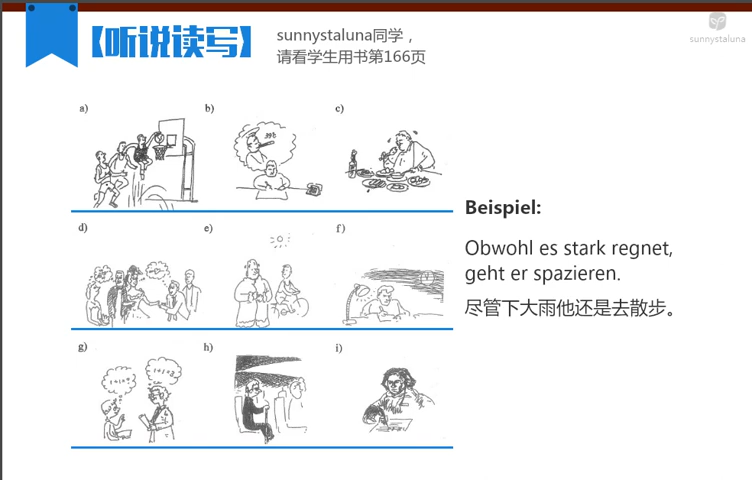 【听说读写】
sunnystaluna同学，
请看学生用书第166页
sunnystaluna
a)
b)
c)
39℃
d)
e)
f)
g)
h)
i)
Beispiel:
Obwohl es stark regnet,
geht er spazieren.
尽管下大雨他还是去散步。